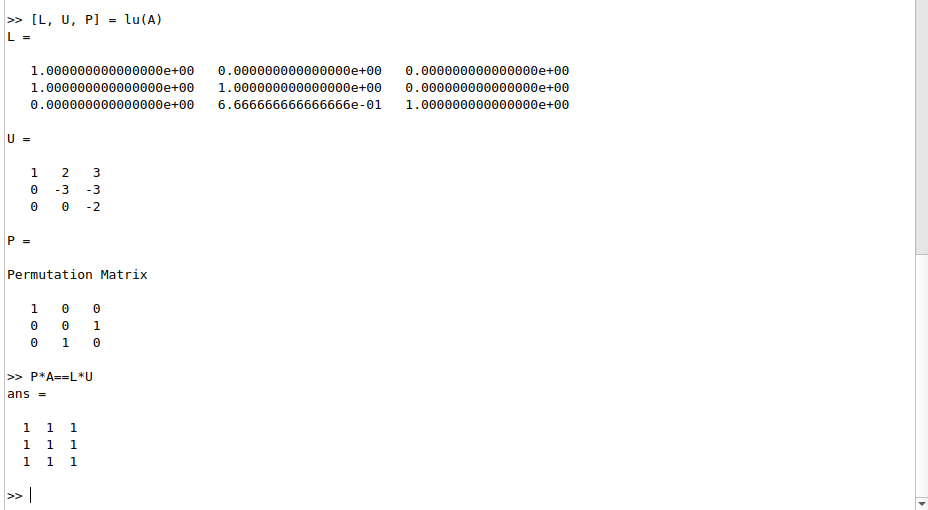 >> [L, U, P] = lu(A)
L =
1.000000000000000e+00 0.000000000000000e+00 0.000000000000000e+00
1.000000000000000e+00 1.000000000000000e+00 0.000000000000000e+00
0.000000000000000e+00 6.666666666666666e-01 1.000000000000000e+00
U =
1 2 3
0 -3 -3
0 0 -2
P =
Permutation Matrix
1 0 0
0 0 1
0 1 0
>> P*A==L*U
ans =
1 1 1
1 1 1
1 1 1
>>